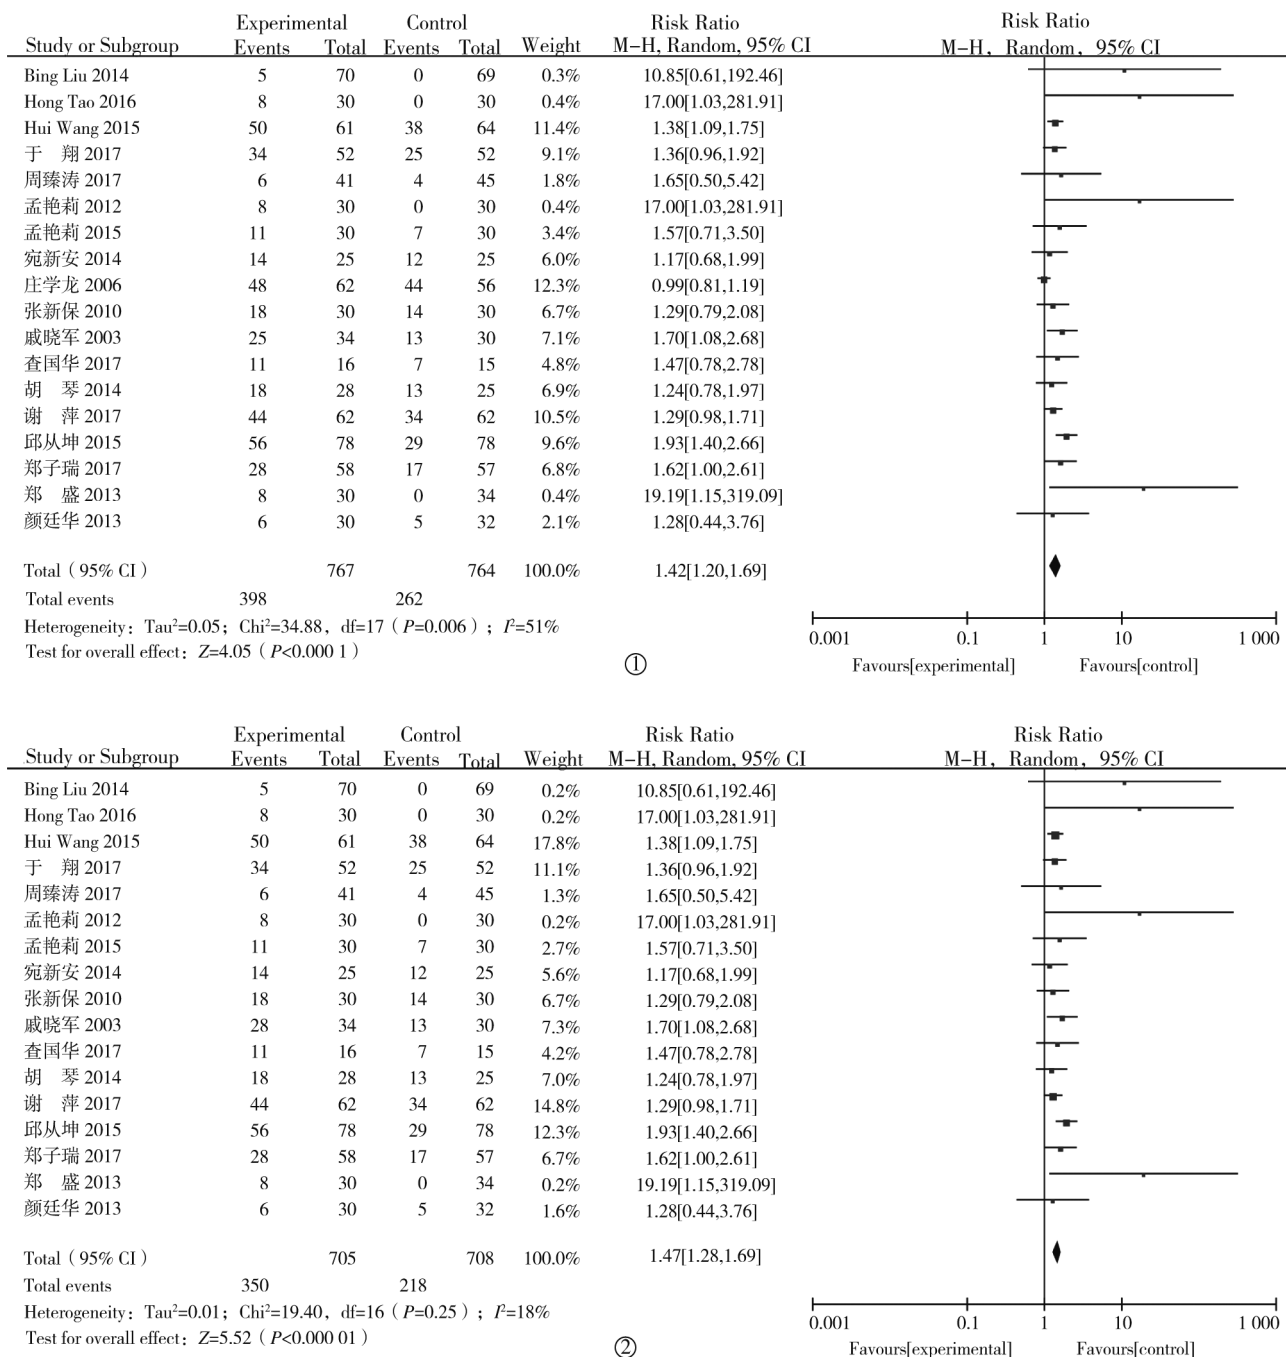 Experimental Control Risk Ratio Risk Ratio
Study or Subgroup Events Total Events Total Weight M-H, Random, 95% CI M-H, Random, 95% CI
Bing Liu 2014 5 70 0 69 0.3% 10.85[0.61,192.46]
Hong Tao 2016 8 30 0 30 0.4% 17.00[1.03,281.91]
Hui Wang 2015 50 61 38 64 11.4% 1.38[1.09,1.75]
于 翔 2017 34 52 25 52 9.1% 1.36[0.96,1.92]
周臻涛 2017 6 41 4 45 1.8% 1.65[0.50,5.42]
孟艳莉 2012 8 30 0 30 0.4% 17.00[1.03,281.91]
孟艳莉 2015 11 30 7 30 3.4% 1.57[0.71,3.50]
宛新安 2014 14 25 12 25 6.0% 1.17[0.68,1.99]
庄学龙 2006 48 62 44 56 12.3% 0.99[0.81,1.19]
张新保 2010 18 30 14 30 6.7% 1.29[0.79,2.08]
戚晓军 2003 25 34 13 30 7.1% 1.70[1.08,2.68]
查国华 2017 11 16 7 15 4.8% 1.47[0.78,2.78]
胡 琴 2014 18 28 13 25 6.9% 1.24[0.78,1.97]
谢 萍 2017 44 62 34 62 10.5% 1.29[0.98,1.71]
邱从坤 2015 56 78 29 78 9.6% 1.93[1.40,2.66]
郑子瑞 2017 28 58 17 57 6.8% 1.62[1.00,2.61]
郑 盛 2013 8 30 0 34 0.4% 19.19[1.15,319.09]
颜廷华 2013 6 30 5 32 2.1% 1.28[0.44,3.76]
Total（95% CI） 767 764 100.0% 1.42[1.20,1.69]
Total events 398 262
Heterogeneity：Tau²=0.05；Chi²=34.88，df=17（P=0.006）；I²=51%
Test for overall effect：Z=4.05（P<0.000 1）
0.001 0.1 1 10 1 000
Favours[experimental] Favours[control]
①
Experimental Control Risk Ratio Risk Ratio
Study or Subgroup Events Total Events Total Weight M-H, Random, 95% CI M-H, Random, 95% CI
Bing Liu 2014 5 70 0 69 0.2% 10.85[0.61,192.46]
Hong Tao 2016 8 30 0 30 0.2% 17.00[1.03,281.91]
Hui Wang 2015 50 61 38 64 17.8% 1.38[1.09,1.75]
于 翔 2017 34 52 25 52 11.1% 1.36[0.96,1.92]
周臻涛 2017 6 41 4 45 1.3% 1.65[0.50,5.42]
孟艳莉 2012 8 30 0 30 0.2% 17.00[1.03,281.91]
孟艳莉 2015 11 30 7 30 2.7% 1.57[0.71,3.50]
宛新安 2014 14 25 12 25 5.6% 1.17[0.68,1.99]
张新保 2010 18 30 14 30 6.7% 1.29[0.79,2.08]
戚晓军 2003 28 34 13 30 7.3% 1.70[1.08,2.68]
查国华 2017 11 16 7 15 4.2% 1.47[0.78,2.78]
胡 琴 2014 18 28 13 25 7.0% 1.24[0.78,1.97]
谢 萍 2017 44 62 34 62 14.8% 1.29[0.98,1.71]
邱从坤 2015 56 78 29 78 12.3% 1.93[1.40,2.66]
郑子瑞 2017 28 58 17 57 6.7% 1.62[1.00,2.61]
郑 盛 2013 8 30 0 34 0.2% 19.19[1.15,319.09]
颜廷华 2013 6 30 5 32 1.6% 1.28[0.44,3.76]
Total（95% CI） 705 708 100.0% 1.47[1.28,1.69]
Total events 350 218
Heterogeneity：Tau²=0.01；Chi²=19.40，df=16（P=0.25）；I²=18%
Test for overall effect：Z=5.52（P<0.000 01）
0.001 0.1 1 10 1 000
Favours[experimental] Favours[control]
②